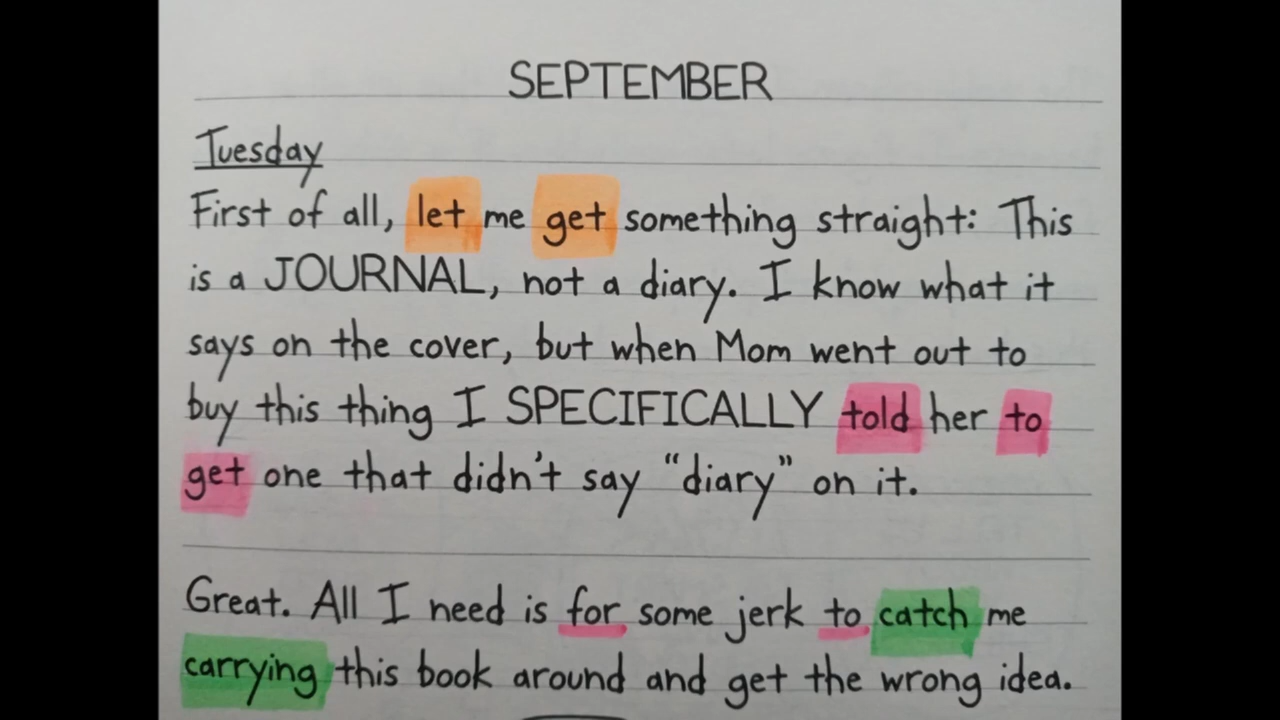 SEPTEMBER
Tuesday
First of all, let me get something straight: This
is a JOURNAL, not a diary. I know what it
says on the cover, but when Mom went out to
buy this thing I SPECIFICALLY told her to
get one that didn't say "diary" on it.
Great. All I need is for some jerk to catch me
carrying this book around and get the wrong idea.